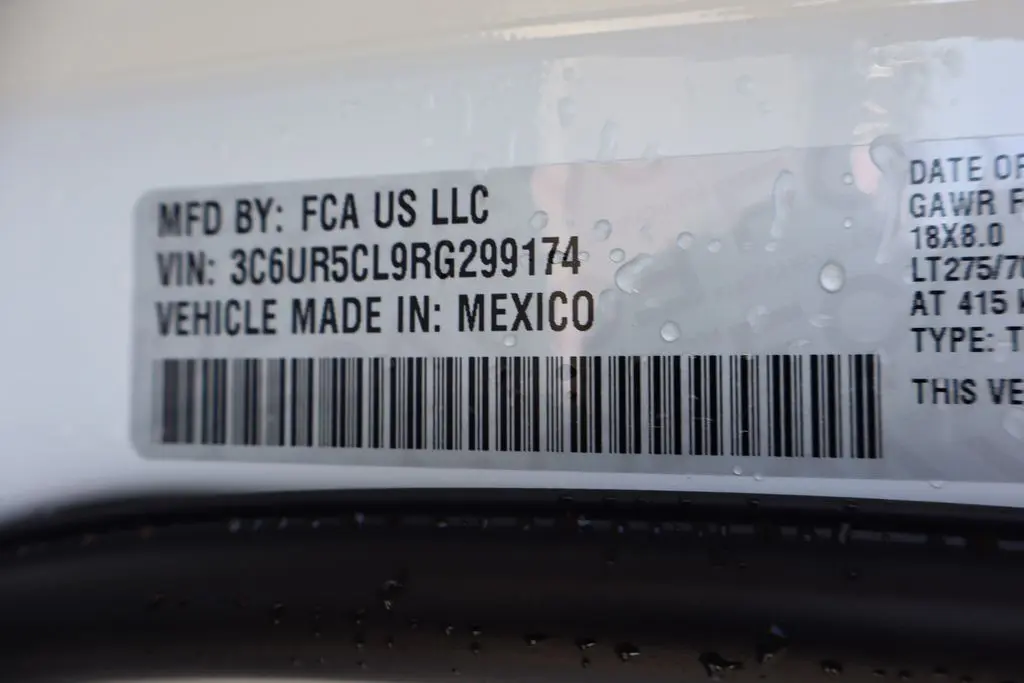 MFD BY: FCA US LLC
VIN: 3C6UR5CL9RG299174
VEHICLE MADE IN: MEXICO
DATE OF
GAWR F
18X8.0
LT275/70
AT 415
TYPE: T
THIS VE